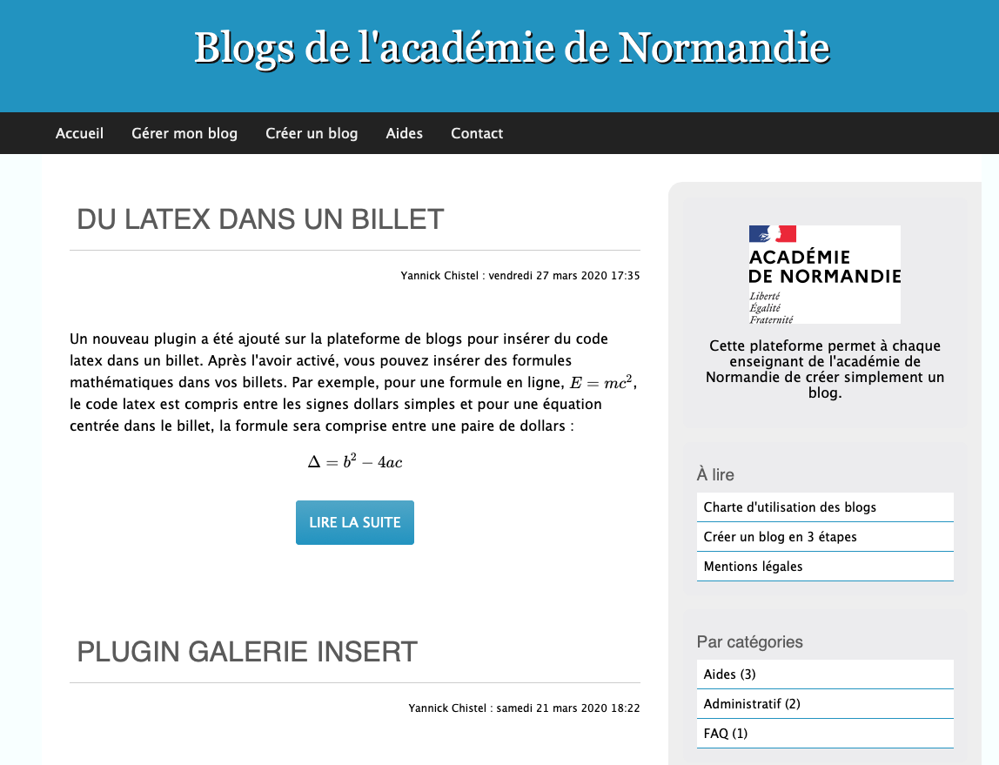 Blogs de l'académie de Normandie
Accueil Gérer mon blog Créer un blog Aides Contact
DU LATEX DANS UN BILLET
Yannick Chistel : vendredi 27 mars 2020 17:35
Un nouveau plugin a été ajouté sur la plateforme de blogs pour insérer du code
latex dans un billet. Après l'avoir activé, vous pouvez insérer des formules
mathématiques dans vos billets. Par exemple, pour une formule en ligne, E = mc²,
le code latex est compris entre les signes dollars simples et pour une équation
centrée dans le billet, la formule sera comprise entre une paire de dollars :
Δ = b² − 4ac
LIRE LA SUITE
PLUGIN GALERIE INSERT
Yannick Chistel : samedi 21 mars 2020 18:22
ACADÉMIE
DE NORMANDIE
Liberté
Égalité
Fraternité
Cette plateforme permet à chaque
enseignant de l'académie de
Normandie de créer simplement un
blog.
À lire
Charte d'utilisation des blogs
Créer un blog en 3 étapes
Mentions légales
Par catégories
Aides (3)
Administratif (2)
FAQ (1)